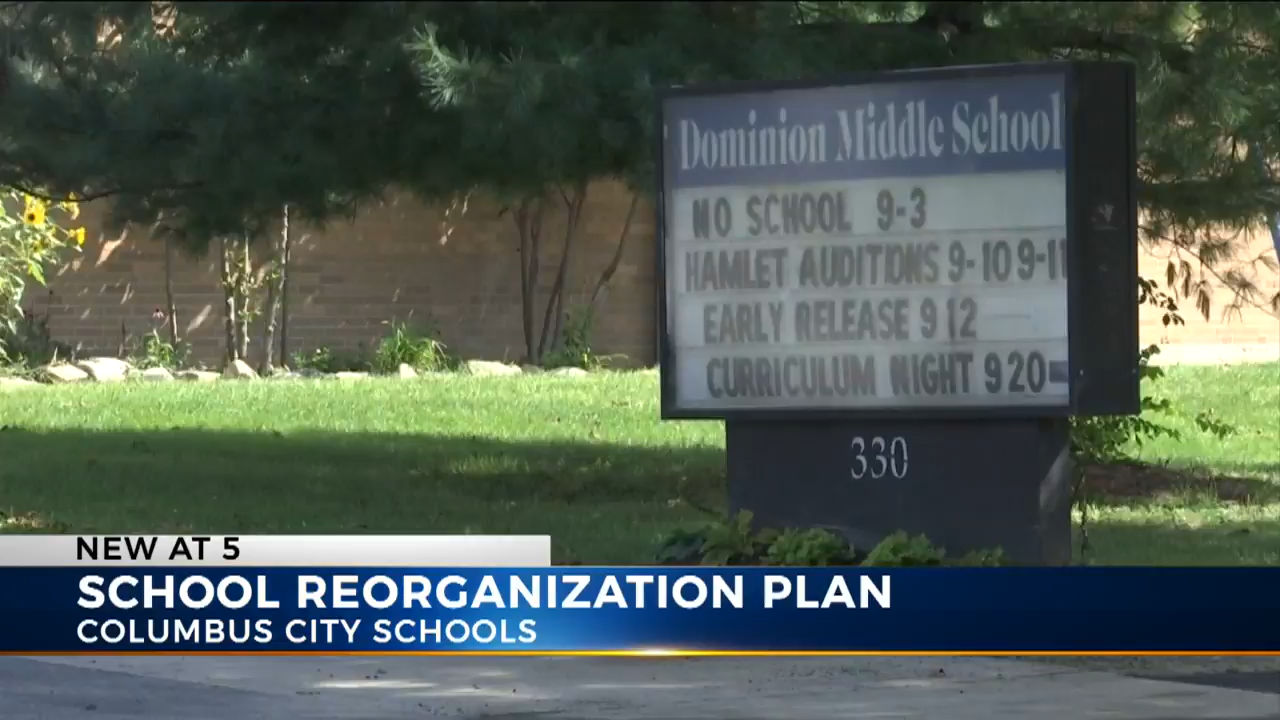 Dominion Middle School
NO SCHOOL 9-3
HAMLET AUDITIONS 9-10 9-11
EARLY RELEASE 9 12
CURRICULUM NIGHT 9 20
330
NEW AT 5
SCHOOL REORGANIZATION PLAN
COLUMBUS CITY SCHOOLS